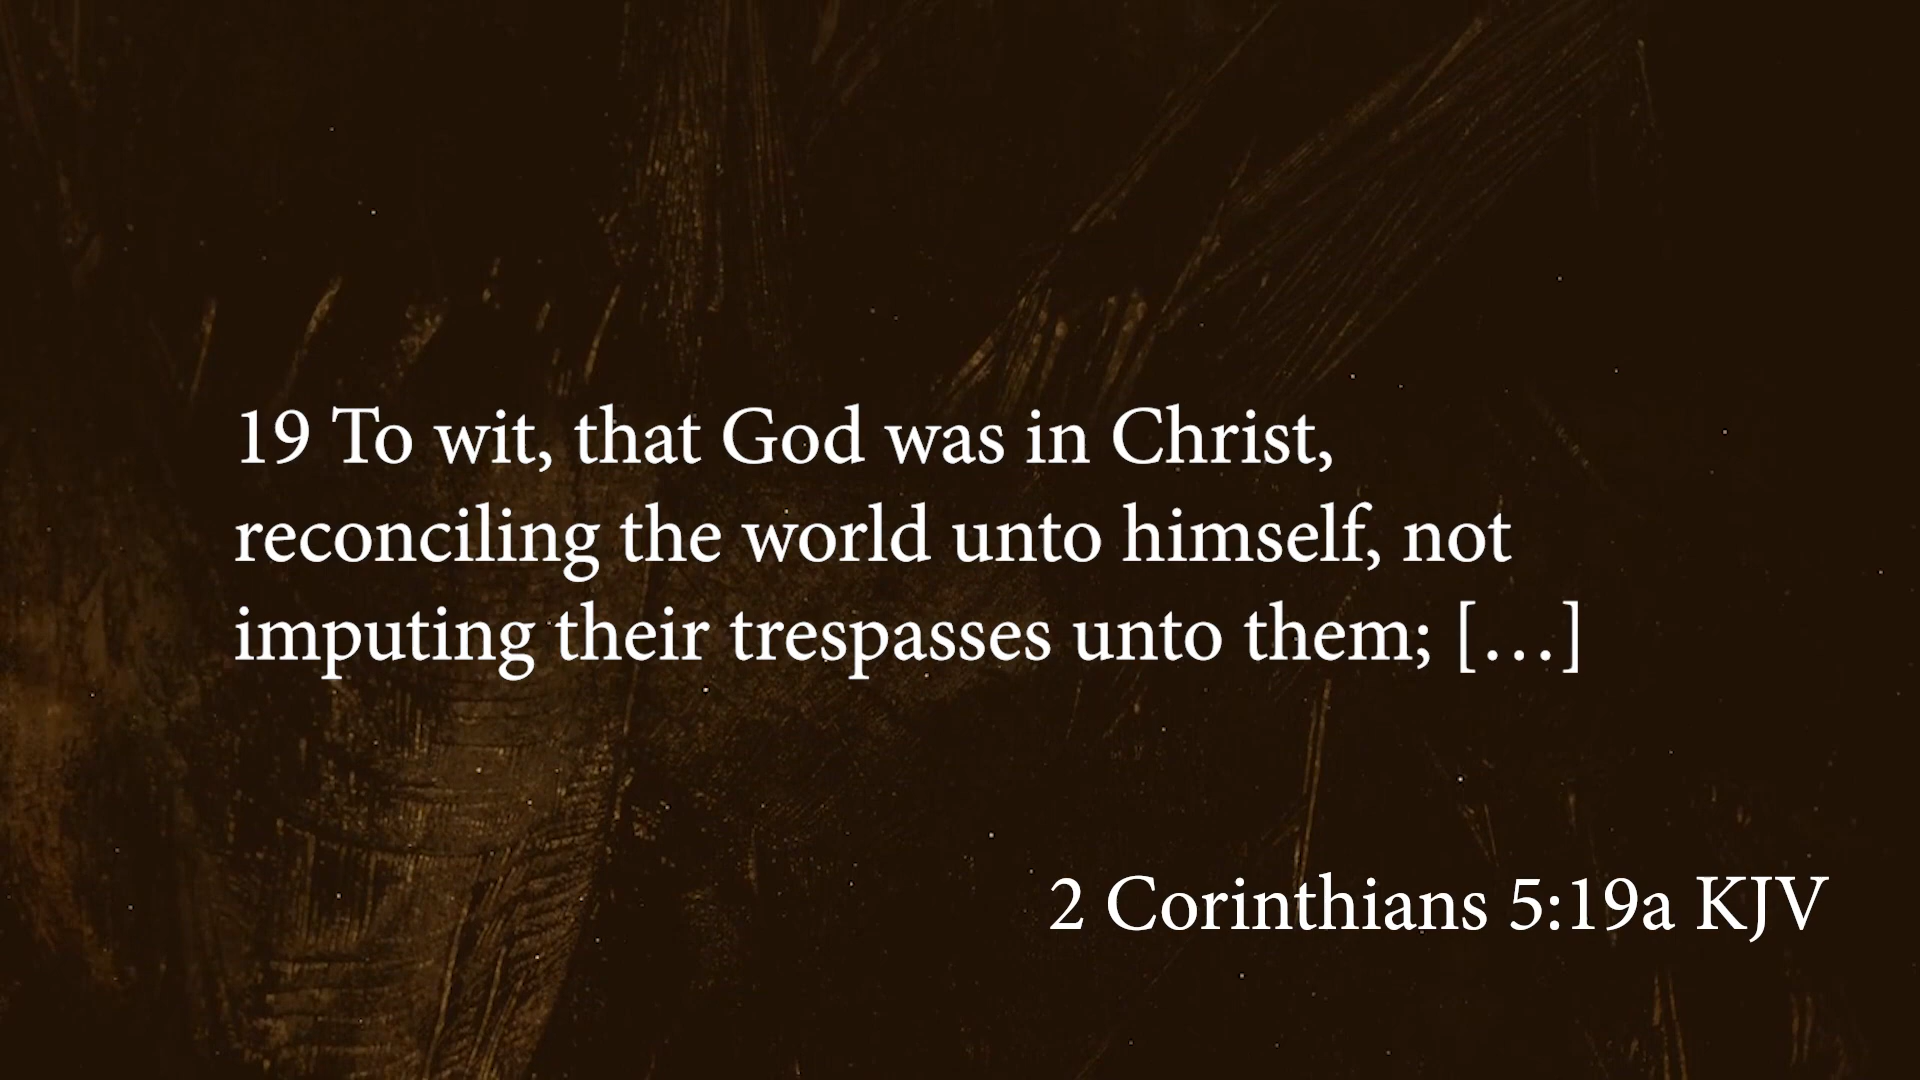 19 To wit, that God was in Christ,
reconciling the world unto himself, not
imputing their trespasses unto them; […]
2 Corinthians 5:19a KJV